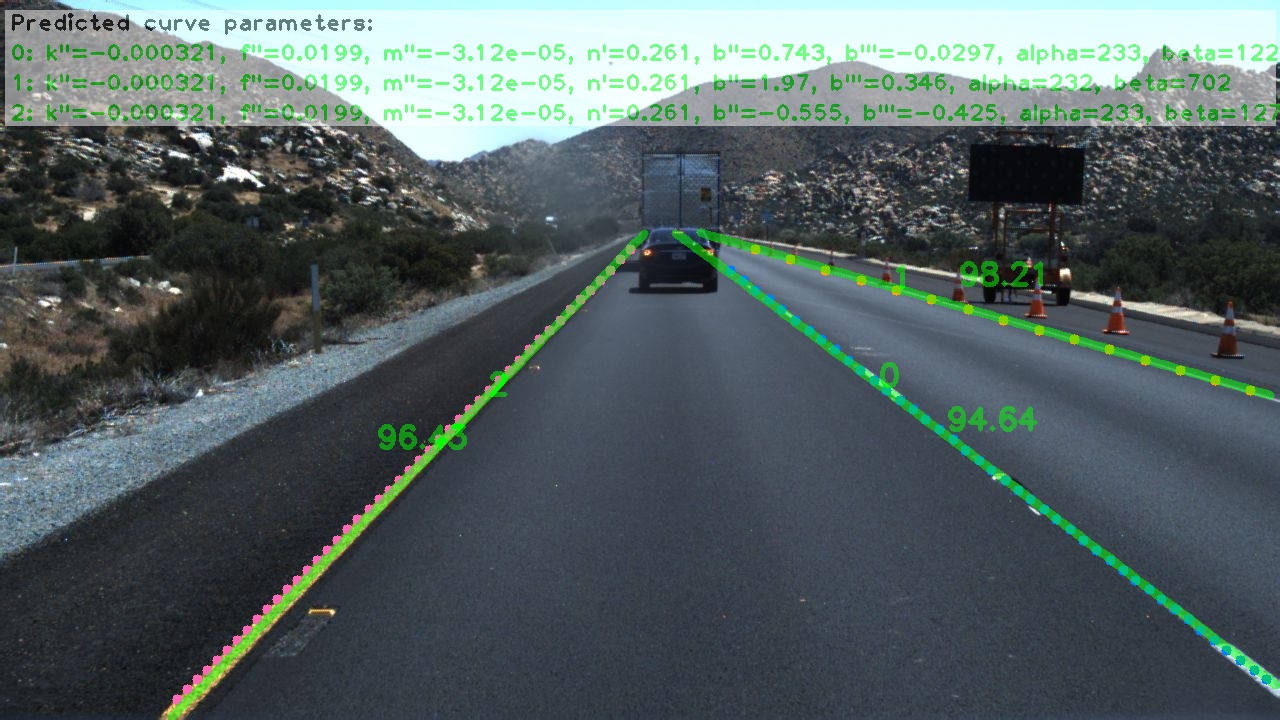 Predicted curve parameters:
0: k''=-0.000321, f''=0.0199, m''=-3.12e-05, n'=0.261, b''=0.743, b'''=-0.0297, alpha=233, beta=122
1: k''=-0.000321, f''=0.0199, m''=-3.12e-05, n'=0.261, b''=1.97, b'''=0.346, alpha=232, beta=702
2: k''=-0.000321, f''=0.0199, m''=-3.12e-05, n'=0.261, b''=-0.555, b'''=-0.425, alpha=233, beta=127
1 98.21
2 0
96.43 94.64